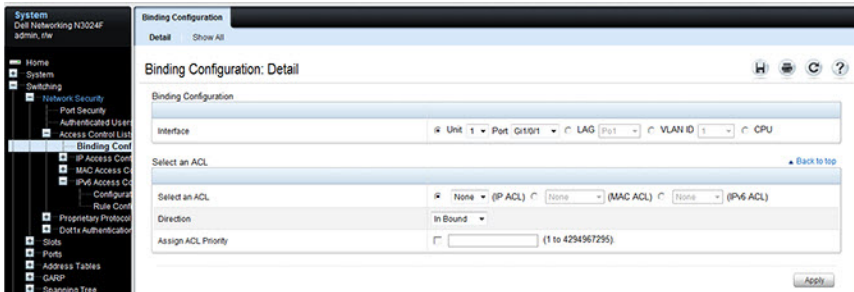 System
Dell Networking N3024F
admin, r/w
Home
System
Switching
Network Security
Port Security
Authenticated Users
Access Control List
Binding Conf
IP Access Cont
MAC Access Co
IPv6 Access Co
Configurat
Rule Confi
Proprietary Protocol
Dot1x Authentication
Slots
Ports
Address Tables
GARP
Spanning Tree
Binding Configuration
Detail Show All
Binding Configuration: Detail
Binding Configuration
Interface Unit 1 Port Gi1/0/1 LAG Po1 VLAN ID 1 CPU
Select an ACL Back to top
Select an ACL None (IP ACL) None (MAC ACL) None (IPv6 ACL)
Direction In Bound
Assign ACL Priority (1 to 4294967295)
Apply